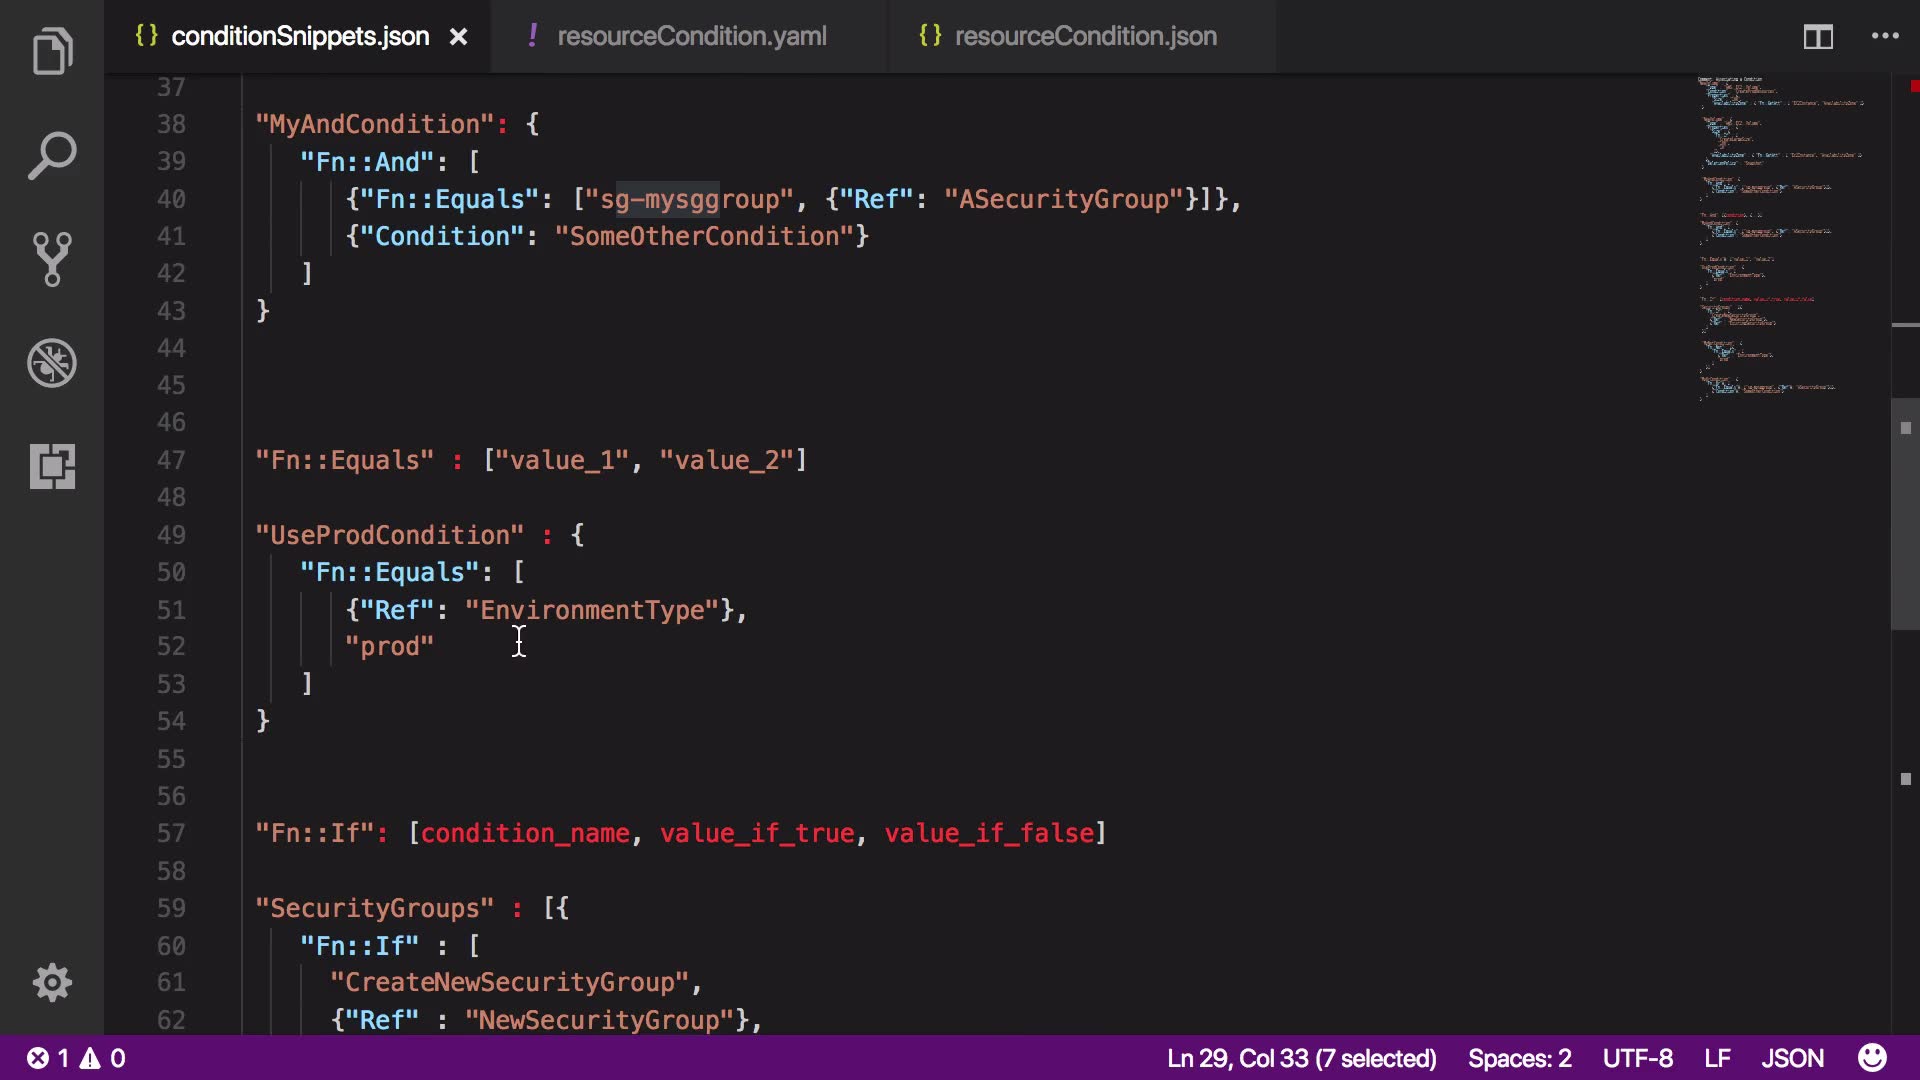 {} conditionSnippets.json × ! resourceCondition.yaml {} resourceCondition.json
37
38 "MyAndCondition": {
39 "Fn::And": [
40 {"Fn::Equals": ["sg-mysggroup", {"Ref": "ASecurityGroup"}]},
41 {"Condition": "SomeOtherCondition"}
42 ]
43 }
44
45
46
47 "Fn::Equals" : ["value_1", "value_2"]
48
49 "UseProdCondition" : {
50 "Fn::Equals": [
51 {"Ref": "EnvironmentType"},
52 "prod"
53 ]
54 }
55
56
57 "Fn::If": [condition_name, value_if_true, value_if_false]
58
59 "SecurityGroups" : [{
60 "Fn::If" : [
61 "CreateNewSecurityGroup",
62 {"Ref" : "NewSecurityGroup"},
1 0 Ln 29, Col 33 (7 selected) Spaces: 2 UTF-8 LF JSON